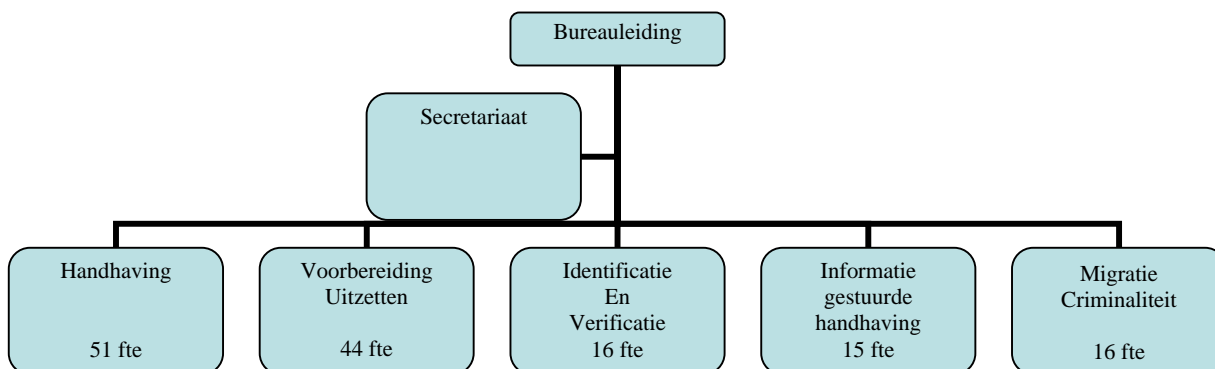 Bureauleiding
Secretariaat
Handhaving
51 fte
Voorbereiding
Uitzetten
44 fte
Identificatie
En
Verificatie
16 fte
Informatie
gestuurde
handhaving
15 fte
Migratie
Criminaliteit
16 fte